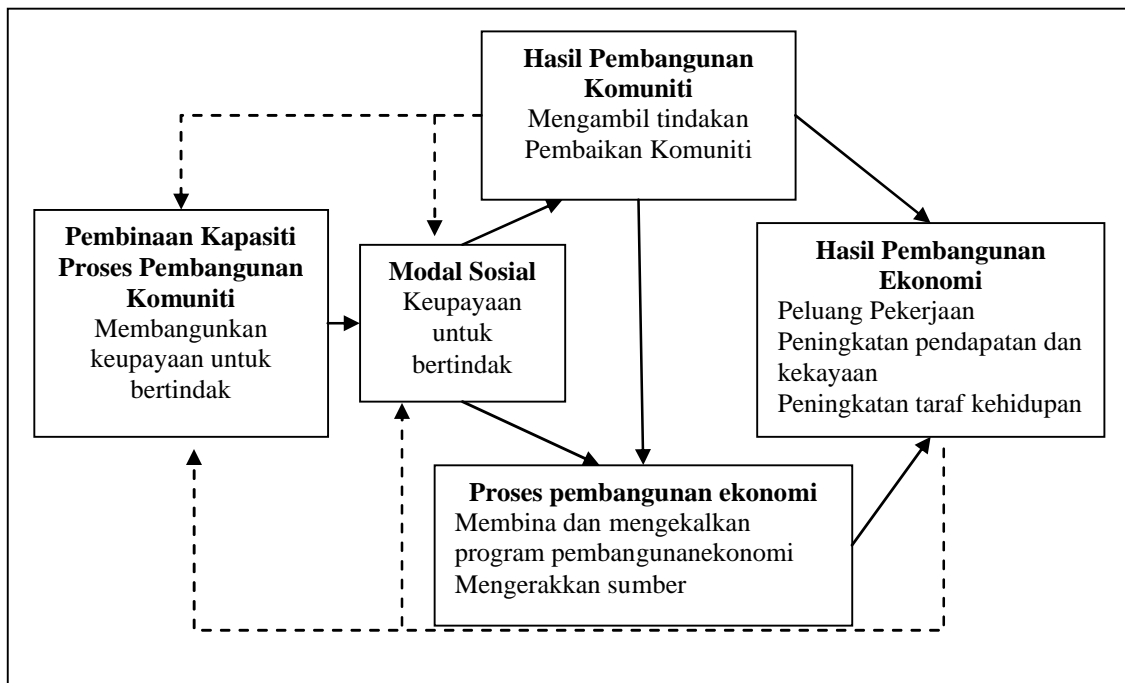 Hasil Pembangunan
Komuniti
Mengambil tindakan
Pembaikan Komuniti
Pembinaan Kapasiti
Proses Pembangunan
Komuniti
Membangunkan
keupayaan untuk
bertindak
Modal Sosial
Keupayaan
untuk
bertindak
Hasil Pembangunan
Ekonomi
Peluang Pekerjaan
Peningkatan pendapatan dan
kekayaan
Peningkatan taraf kehidupan
Proses pembangunan ekonomi
Membina dan mengekalkan
program pembangunanekonomi
Mengerakkan sumber